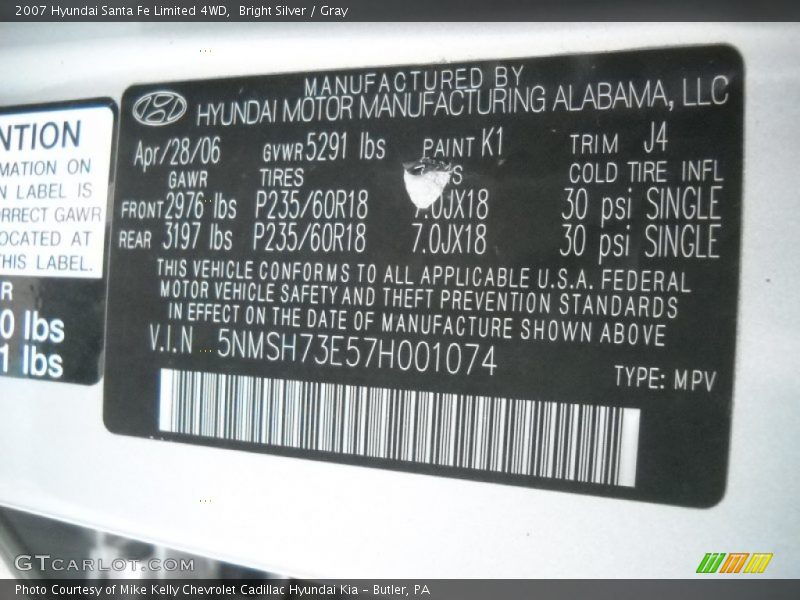 2007 Hyundai Santa Fe Limited 4WD, Bright Silver / Gray
NTION
MATION ON
N LABEL IS
ORRECT GAWR
OCATED AT
THIS LABEL.
R
0 lbs
1 lbs
MANUFACTURED BY
HYUNDAI MOTOR MANUFACTURING ALABAMA, LLC
Apr/28/06 GVWR 5291 lbs PAINT K1 TRIM J4
GAWR TIRES S COLD TIRE INFL
FRONT 2976 lbs P235/60R18 7.0JX18 30 psi SINGLE
REAR 3197 lbs P235/60R18 7.0JX18 30 psi SINGLE
THIS VEHICLE CONFORMS TO ALL APPLICABLE U.S.A. FEDERAL
MOTOR VEHICLE SAFETY AND THEFT PREVENTION STANDARDS
IN EFFECT ON THE DATE OF MANUFACTURE SHOWN ABOVE
V.I.N 5NMSH73E57H001074
TYPE: MPV
GTCARLOT.COM
Photo Courtesy of Mike Kelly Chevrolet Cadillac Hyundai Kia - Butler, PA